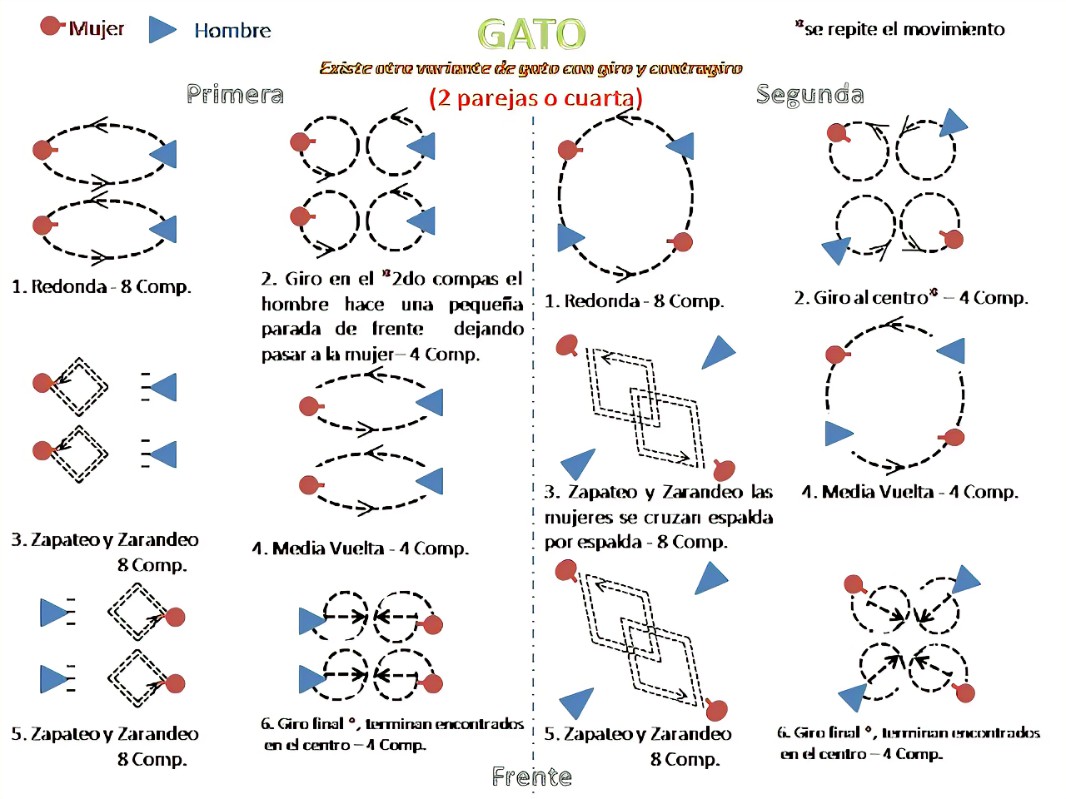 Mujer
Hombre
GATO
*se repite el movimiento
Existe otra variante de gato con giro y contragiro
(2 parejas o cuarta)
Primera
1. Redonda - 8 Comp.
2. Giro en el *2do compas el
hombre hace una pequeña
parada de frente dejando
pasar a la mujer– 4 Comp.
3. Zapateo y Zarandeo
8 Comp.
4. Media Vuelta - 4 Comp.
5. Zapateo y Zarandeo
8 Comp.
6. Giro final *, terminan encontrados
en el centro – 4 Comp.
Segunda
1. Redonda - 8 Comp.
2. Giro al centro* – 4 Comp.
3. Zapateo y Zarandeo las
mujeres se cruzan espalda
por espalda - 8 Comp.
4. Media Vuelta - 4 Comp.
5. Zapateo y Zarandeo
8 Comp.
6. Giro final *, terminan encontrados
en el centro – 4 Comp.
Frente